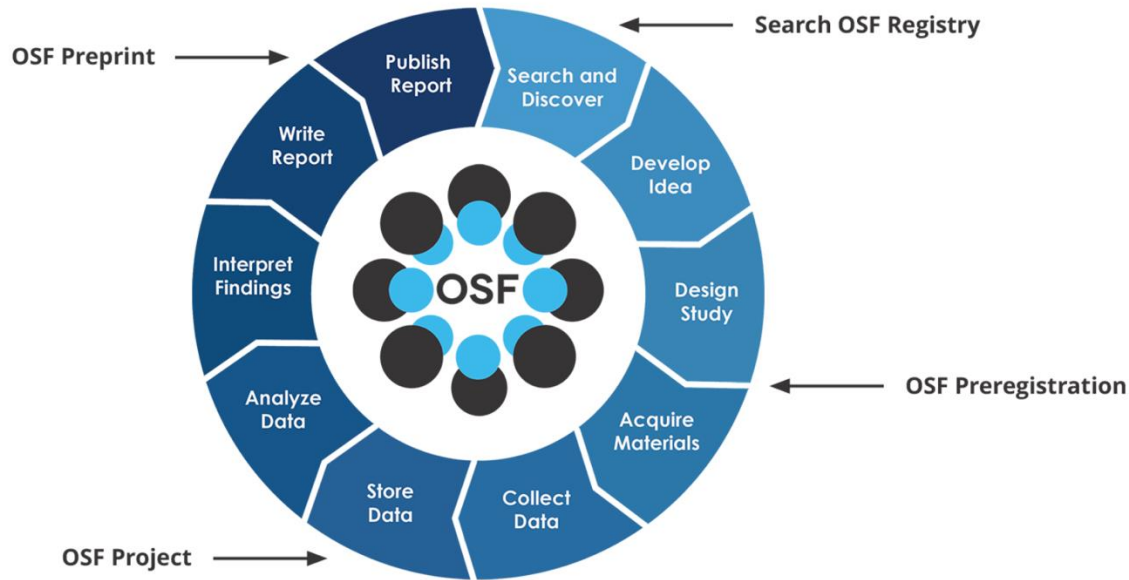 Search OSF Registry
OSF Preprint
Publish
Report
Search and
Discover
Write
Report
Develop
Idea
Interpret
Findings
OSF
Design
Study
OSF Preregistration
Analyze
Data
Acquire
Materials
Store
Data
Collect
Data
OSF Project